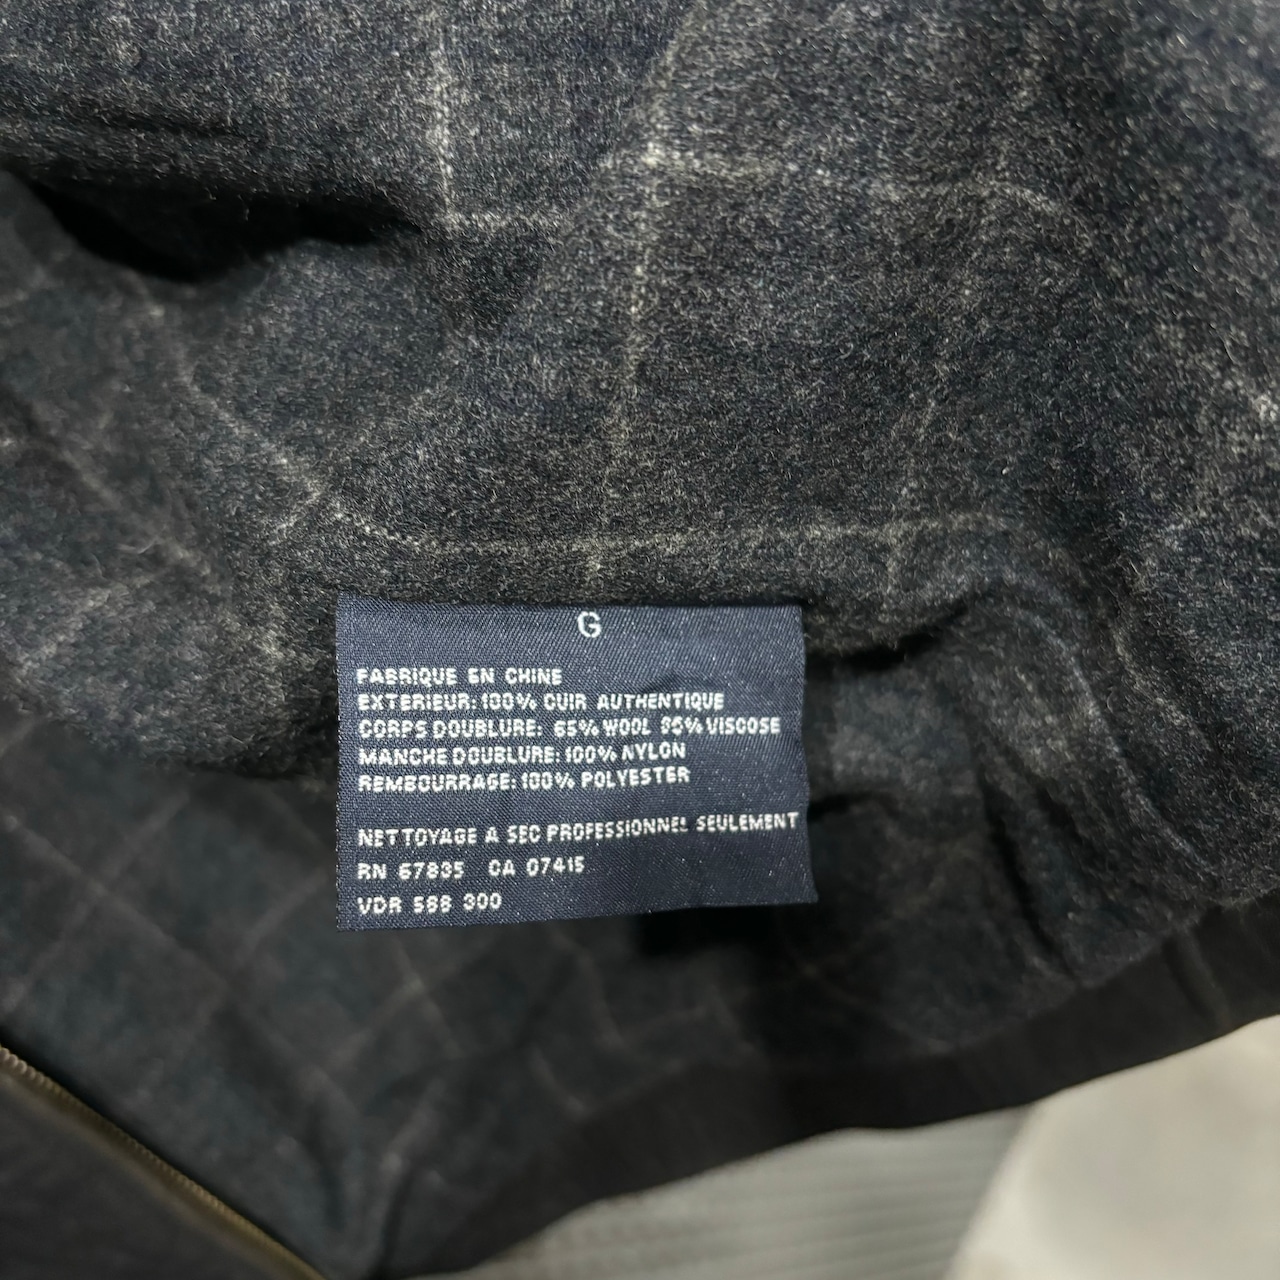 G
FABRIQUE EN CHINE
EXTERIEUR: 100% CUIR AUTHENTIQUE
CORPS DOUBLURE: 65% WOOL 35% VISCOSE
MANCHE DOUBLURE: 100% NYLON
REMBOURRAGE: 100% POLYESTER
NETTOYAGE A SEC PROFESSIONNEL SEULEMENT
RN 67835 CA 07415
VDR 588 300